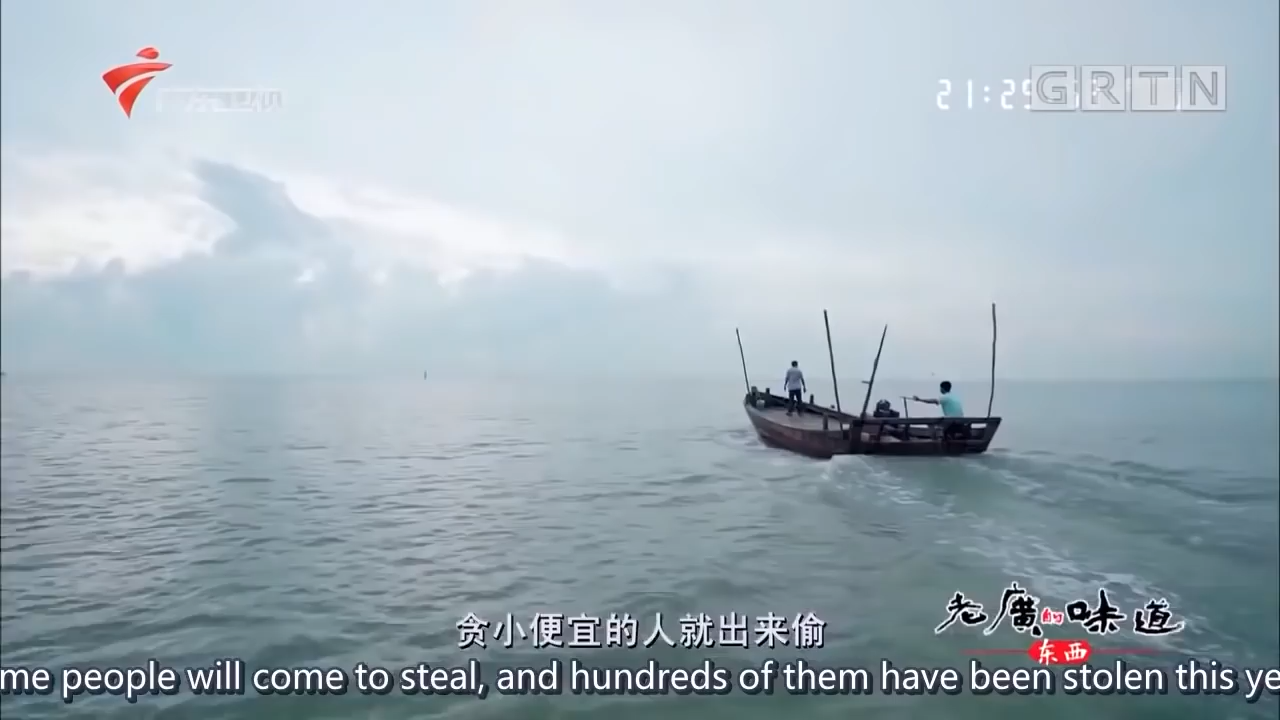 21:29
GRTN
贪小便宜的人就出来偷
老廣的味道
东西
me people will come to steal, and hundreds of them have been stolen this ye